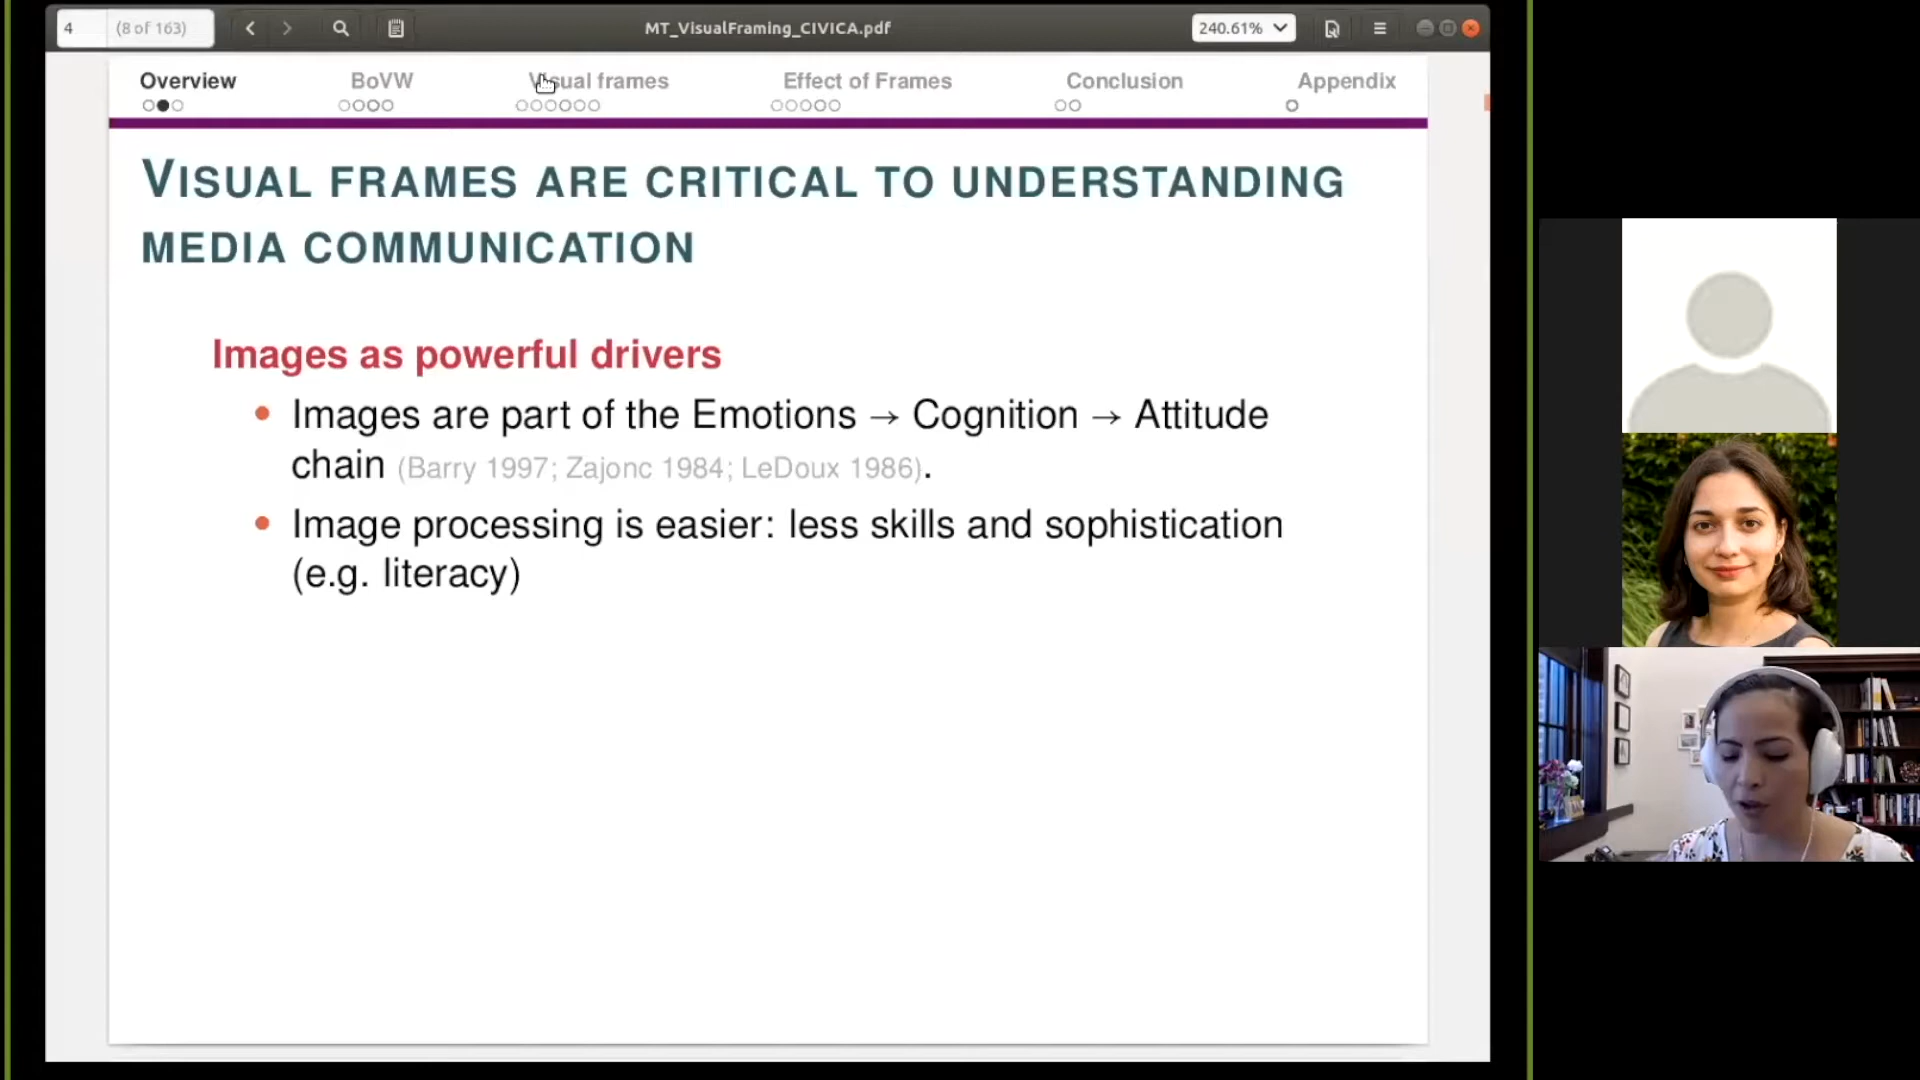 4 (8 of 163) MT_VisualFraming_CIVICA.pdf 240.61%
Overview BoVW Visual frames Effect of Frames Conclusion Appendix
VISUAL FRAMES ARE CRITICAL TO UNDERSTANDING
MEDIA COMMUNICATION
Images as powerful drivers
• Images are part of the Emotions → Cognition → Attitude
chain (Barry 1997; Zajonc 1984; LeDoux 1986).
• Image processing is easier: less skills and sophistication
(e.g. literacy)